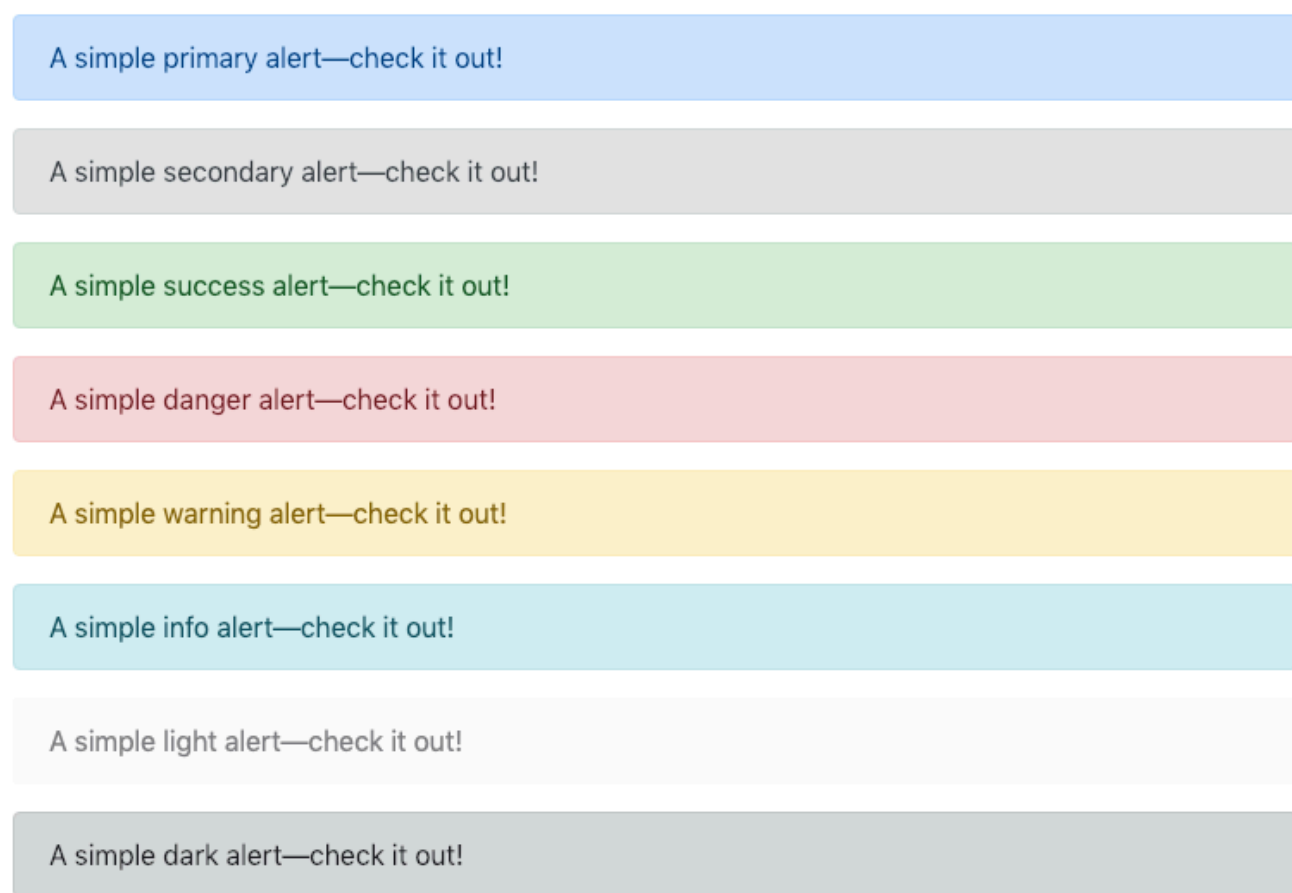 A simple primary alert—check it out!
A simple secondary alert—check it out!
A simple success alert—check it out!
A simple danger alert—check it out!
A simple warning alert—check it out!
A simple info alert—check it out!
A simple light alert—check it out!
A simple dark alert—check it out!